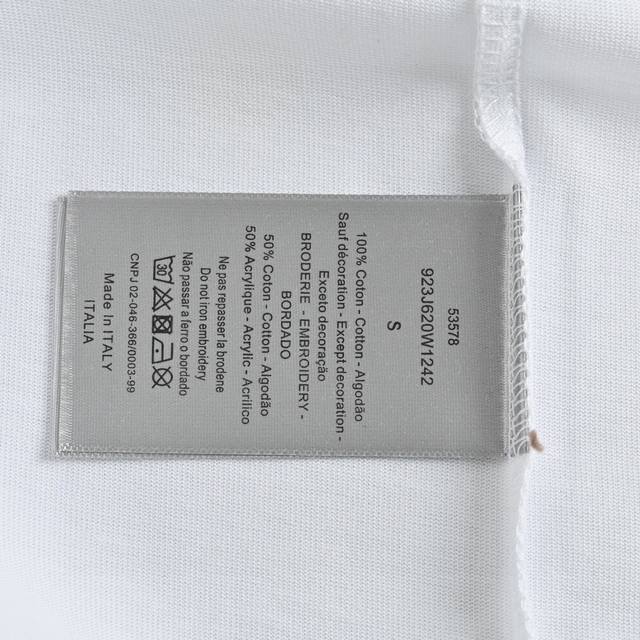 53578
923J620W1242
S
100% Coton - Cotton - Algodão
Sauf décoration - Except decoration -
Exceto decoração
BRODERIE - EMBROIDERY -
BORDADO
50% Coton - Cotton - Algodão
50% Acrylique - Acrylic - Acrilico
Ne pas repasser la broderie
Do not iron embroidery
Não passar a ferro o bordado
30
CNPJ 02-046-366/0003-99
Made In ITALY
ITALIA